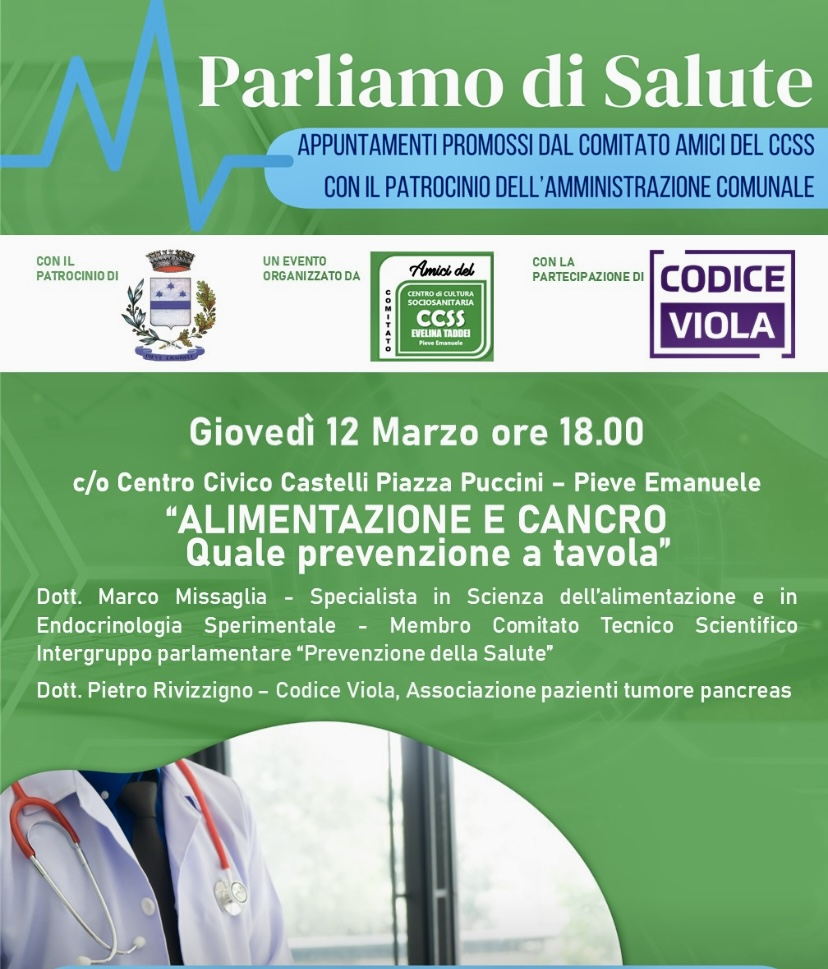 Parliamo di Salute
APPUNTAMENTI PROMOSSI DAL COMITATO AMICI DEL CCSS
CON IL PATROCINIO DELL'AMMINISTRAZIONE COMUNALE
CON IL
PATROCINIO DI
PIEVE EMANUELE
UN EVENTO
ORGANIZZATO DA
COMITATO
Amici del
CENTRO di CULTURA
SOCIOSANITARIA
CCSS
EVELINA TADDEI
Pieve Emanuele
CON LA
PARTECIPAZIONE DI
CODICE
VIOLA
Giovedì 12 Marzo ore 18.00
c/o Centro Civico Castelli Piazza Puccini – Pieve Emanuele
“ALIMENTAZIONE E CANCRO
Quale prevenzione a tavola”
Dott. Marco Missaglia - Specialista in Scienza dell'alimentazione e in
Endocrinologia Sperimentale - Membro Comitato Tecnico Scientifico
Intergruppo parlamentare “Prevenzione della Salute”
Dott. Pietro Rivizzigno – Codice Viola, Associazione pazienti tumore pancreas